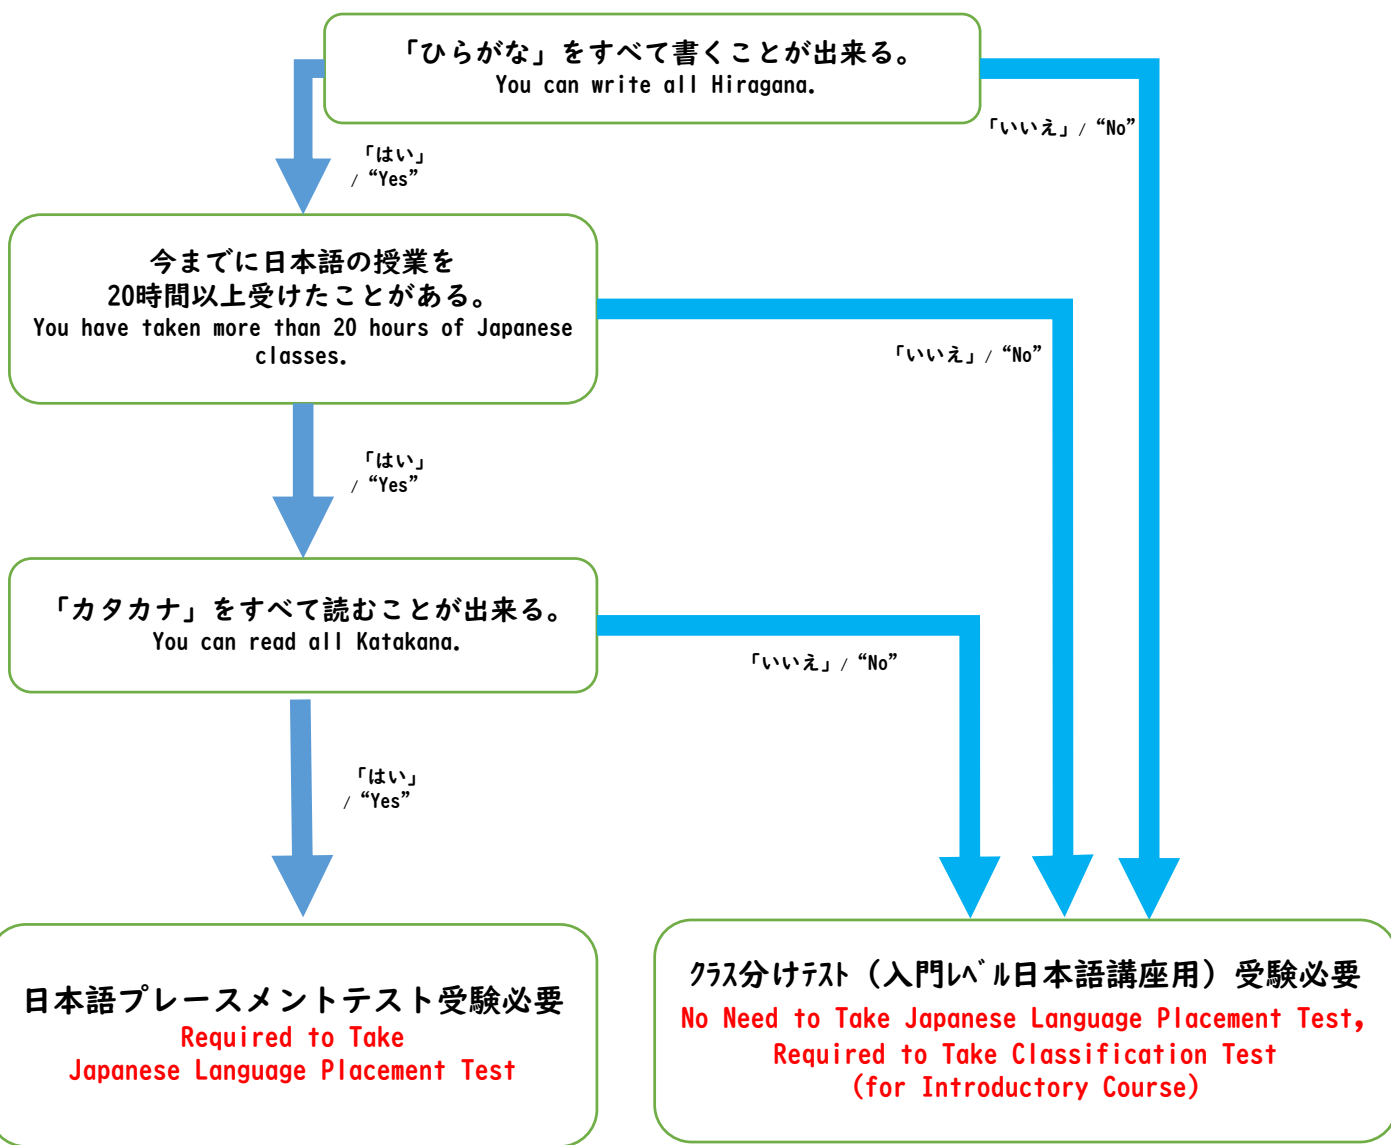 「ひらがな」をすべて書くことが出来る。
You can write all Hiragana.
「いいえ」/ “No”
「はい」
/ “Yes”
今までに日本語の授業を
20時間以上受けたことがある。
You have taken more than 20 hours of Japanese
classes.
「いいえ」/ “No”
「はい」
/ “Yes”
「カタカナ」をすべて読むことが出来る。
You can read all Katakana.
「いいえ」/ “No”
「はい」
/ “Yes”
日本語プレースメントテスト受験必要
Required to Take
Japanese Language Placement Test
ｸﾗｽ分けﾃｽﾄ（入門ﾚﾍﾞﾙ日本語講座用）受験必要
No Need to Take Japanese Language Placement Test,
Required to Take Classification Test
(for Introductory Course)